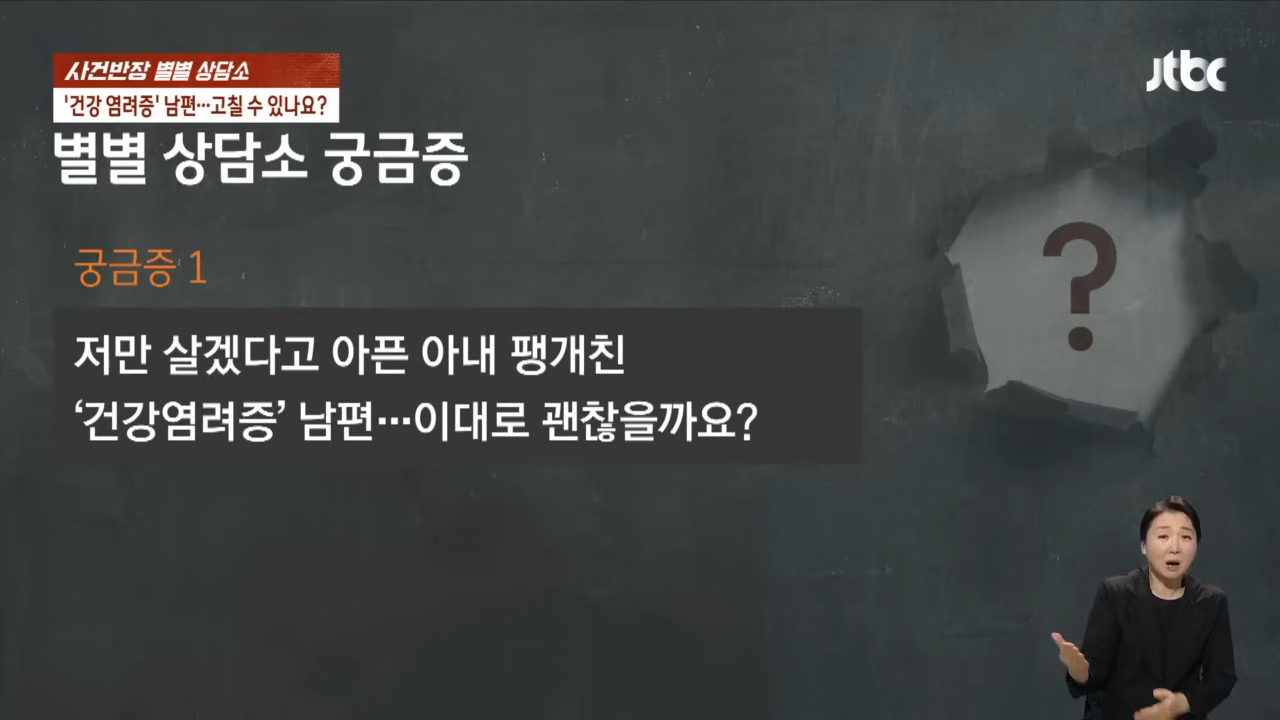 사건반장 별별 상담소
jtbc
'건강 염려증' 남편…고칠 수 있나요?
별별 상담소 궁금증
궁금증 1
저만 살겠다고 아픈 아내 팽개친
‘건강염려증’ 남편…이대로 괜찮을까요?
?